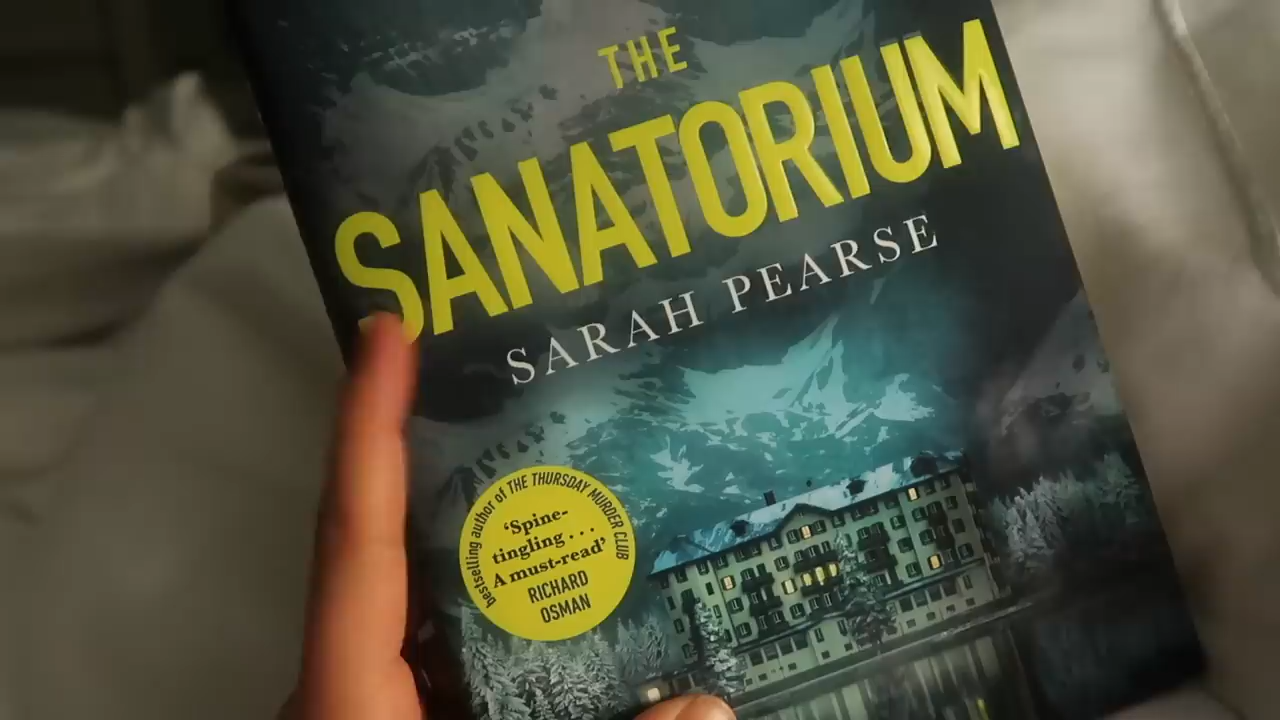 THE
SANATORIUM
SARAH PEARSE
bestselling author of THE THURSDAY MURDER CLUB
‘Spine-
tingling . . .
A must-read’
RICHARD
OSMAN